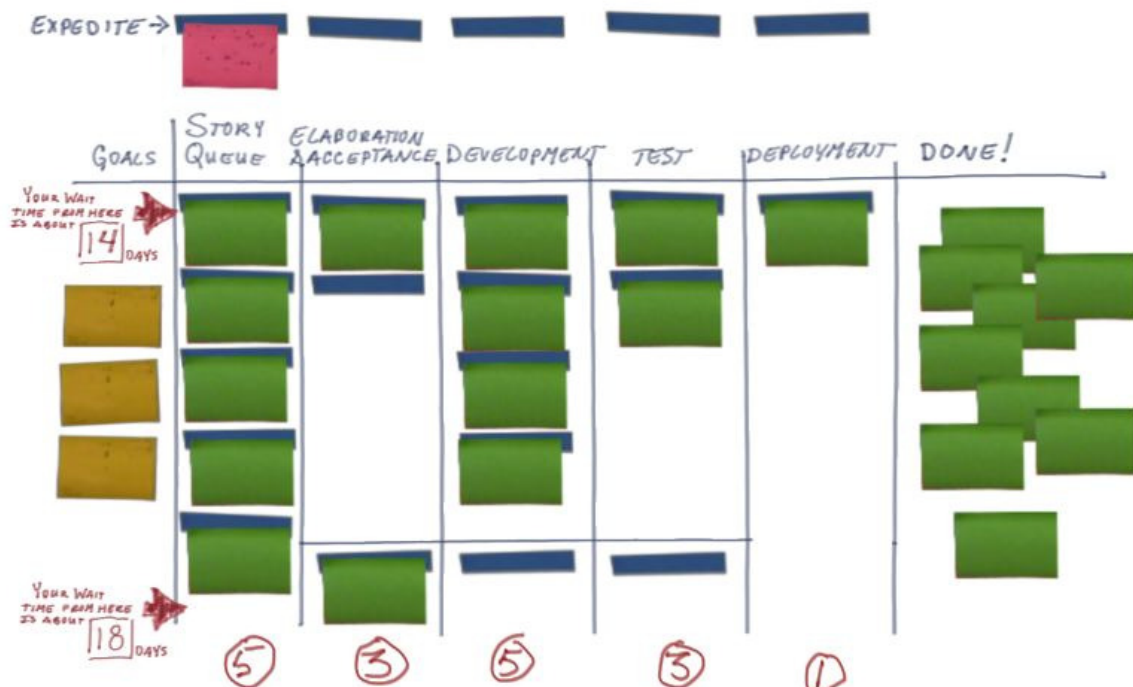 EXPEDITE →
STORY
QUEUE
ELABORATION
& ACCEPTANCE
GOALS
DEVELOPMENT
TEST
DEPLOYMENT
DONE!
YOUR WAIT
TIME FROM HERE
IS ABOUT
14 DAYS
YOUR WAIT
TIME FROM HERE
IS ABOUT
18 DAYS
5
3
5
3
1